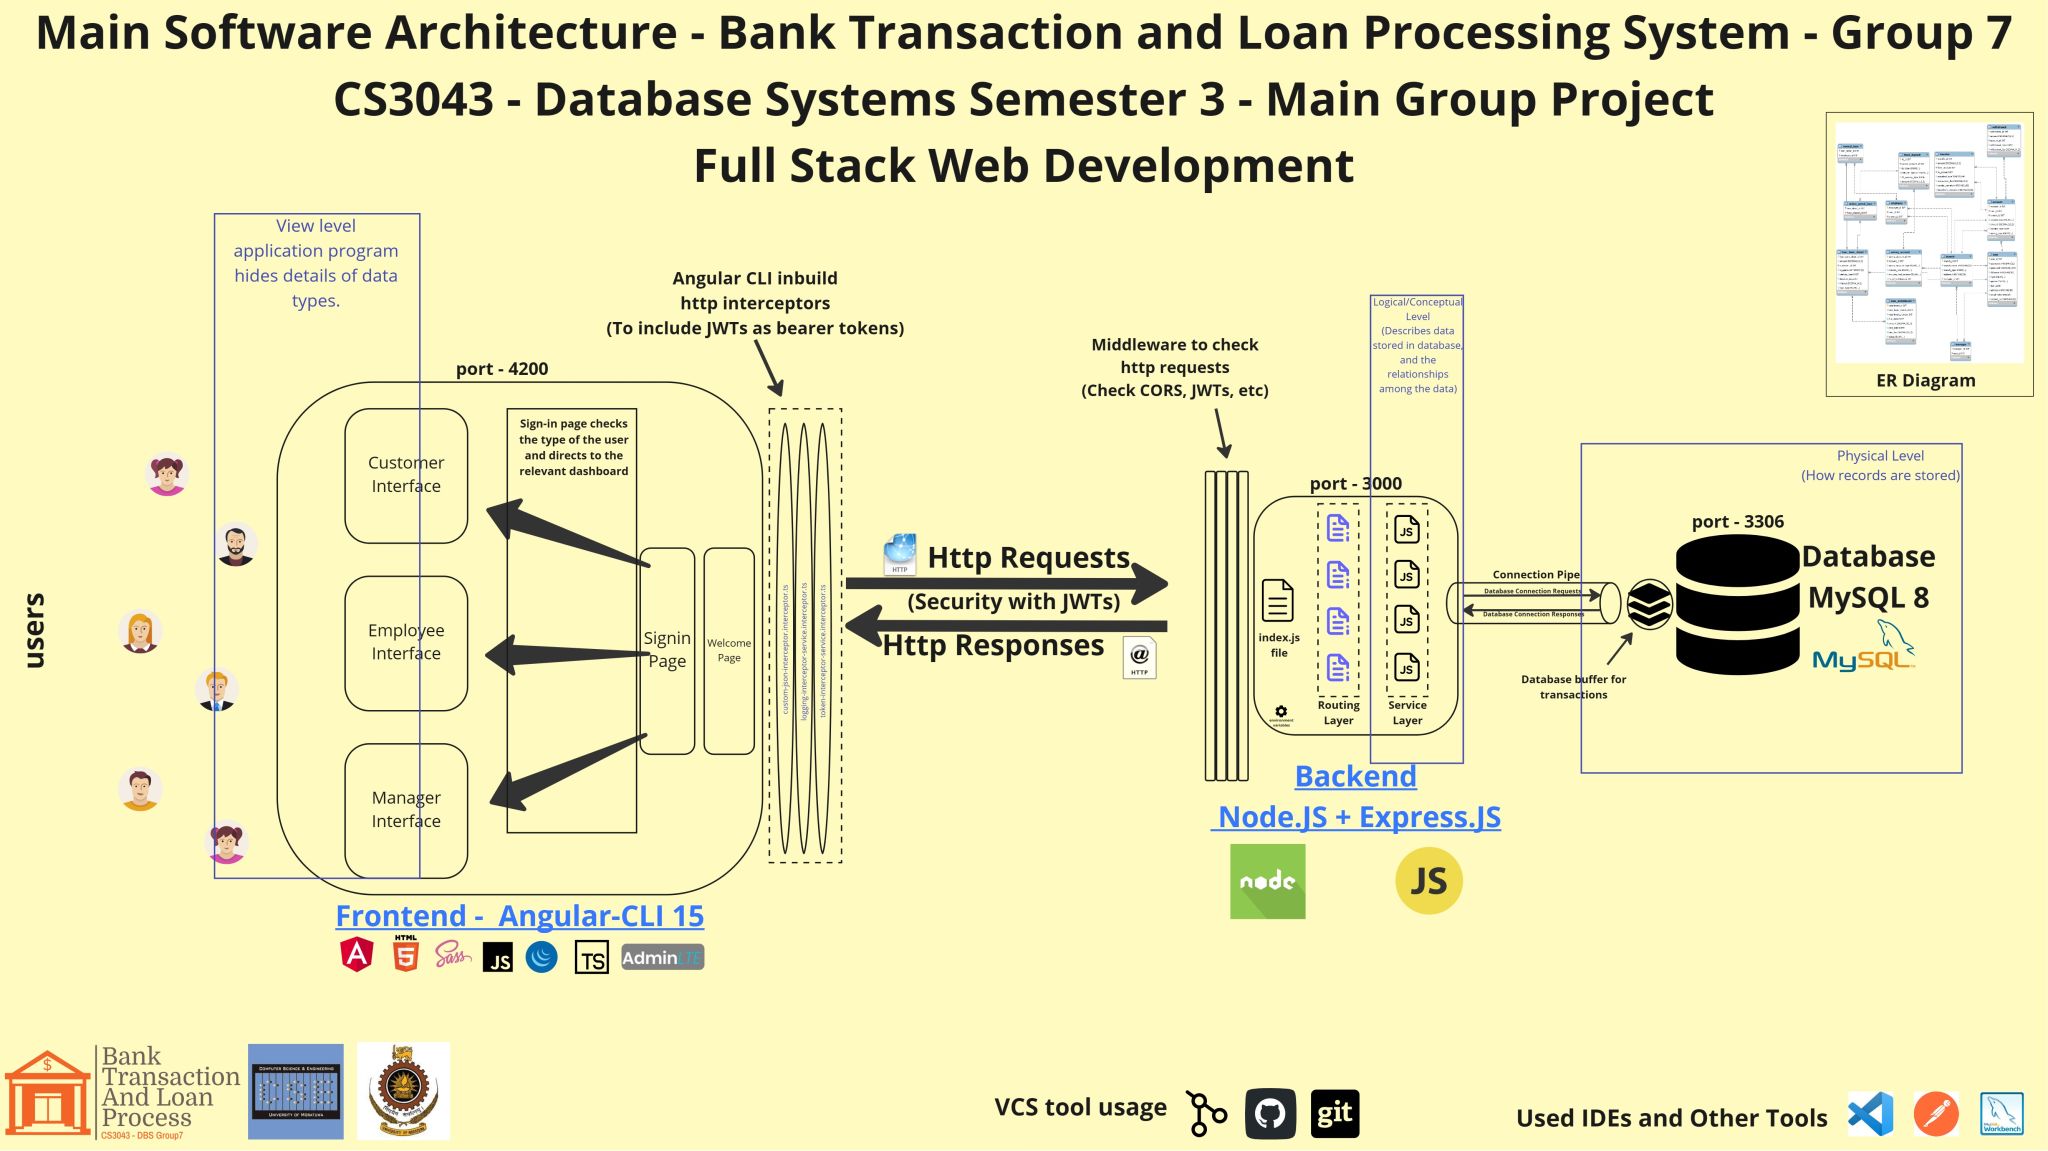 Main Software Architecture - Bank Transaction and Loan Processing System - Group 7
CS3043 - Database Systems Semester 3 - Main Group Project
Full Stack Web Development
ER Diagram
View level
application program
hides details of data
types.
Angular CLI inbuild
http interceptors
(To include JWTs as bearer tokens)
port - 4200
Customer
Interface
Employee
Interface
Manager
Interface
Sign-in page checks
the type of the user
and directs to the
relevant dashboard
Signin
Page
Welcome
Page
custom-json-interceptor.interceptor.ts
logging-interceptor-service.interceptor.ts
token-interceptor-service.interceptor.ts
users
Frontend - Angular-CLI 15
HTML
5
Sass
JS
TS
AdminLTE
HTTP
Http Requests
(Security with JWTs)
Http Responses
@
HTTP
Middleware to check
http requests
(Check CORS, JWTs, etc)
Logical/Conceptual
Level
(Describes data
stored in database,
and the
relationships
among the data)
port - 3000
index.js
file
environment
variables
JS
JS
JS
JS
Routing
Layer
Service
Layer
Backend
Node.JS + Express.JS
node
JS
Connection Pipe
Database Connection Requests
Database Connection Responses
Database buffer for
transactions
Physical Level
(How records are stored)
port - 3306
Database
MySQL 8
MySQL
$
Bank
Transaction
And Loan
Process
CS3043 - DBS Group7
Computer Science & Engineering
University of Moratuwa
VCS tool usage
git
Used IDEs and Other Tools
MySQL
Workbench